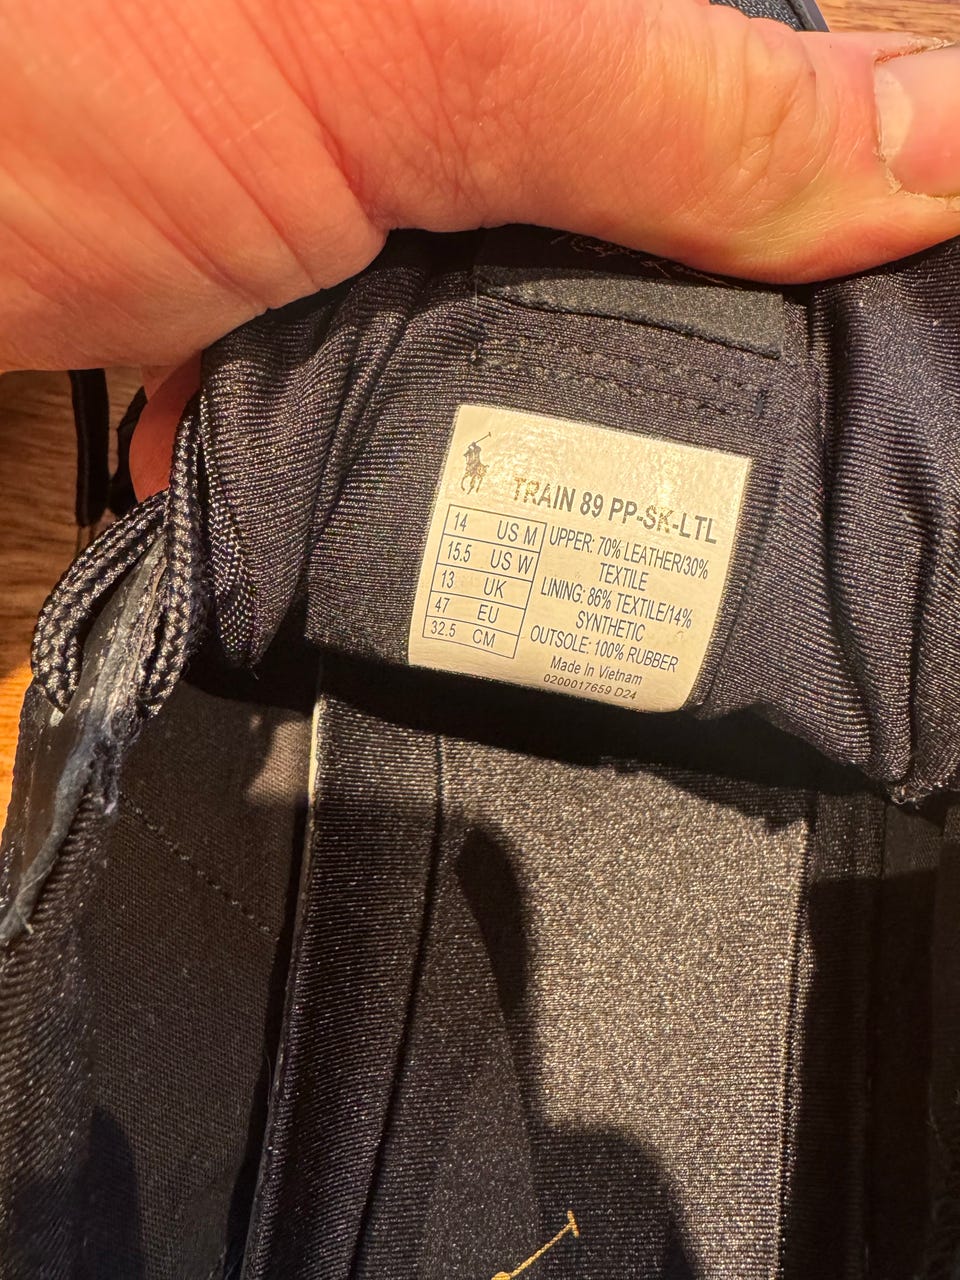 TRAIN 89 PP-SK-LTL
14 US M
15.5 US W
13 UK
47 EU
32.5 CM
UPPER: 70% LEATHER/30%
TEXTILE
LINING: 86% TEXTILE/14%
SYNTHETIC
OUTSOLE: 100% RUBBER
Made In Vietnam
0200017659 D24